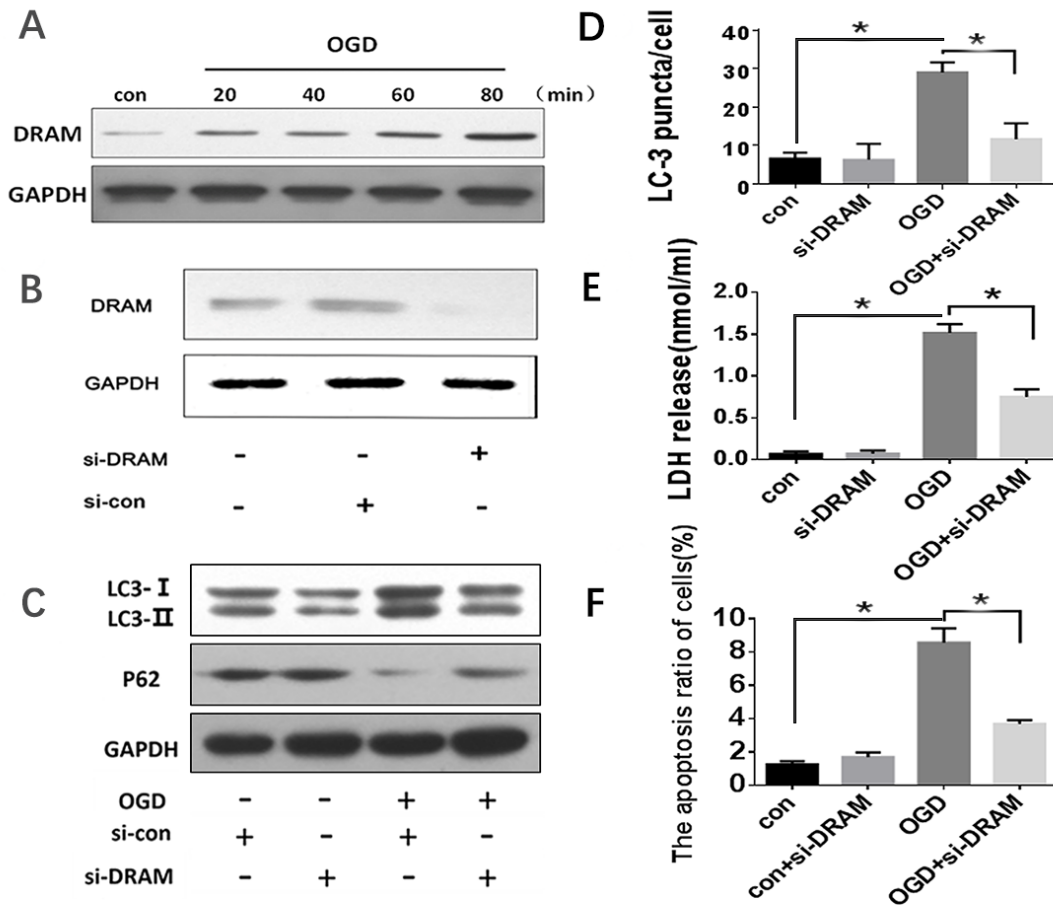 A
OGD
con 20 40 60 80 （min）
DRAM
GAPDH
B
DRAM
GAPDH
si-DRAM - - +
si-con - + -
C
LC3-Ⅰ
LC3-Ⅱ
P62
GAPDH
OGD - - + +
si-con + - + -
si-DRAM - + - +
D
LC-3 puncta/cell
40
30
20
10
0
* *
con si-DRAM OGD OGD+si-DRAM
E
LDH release(nmol/ml)
2.0
1.5
1.0
0.5
0.0
* *
con si-DRAM OGD OGD+si-DRAM
F
The apoptosis ratio of cells(%)
10
8
6
4
2
0
* *
con con+si-DRAM OGD OGD+si-DRAM